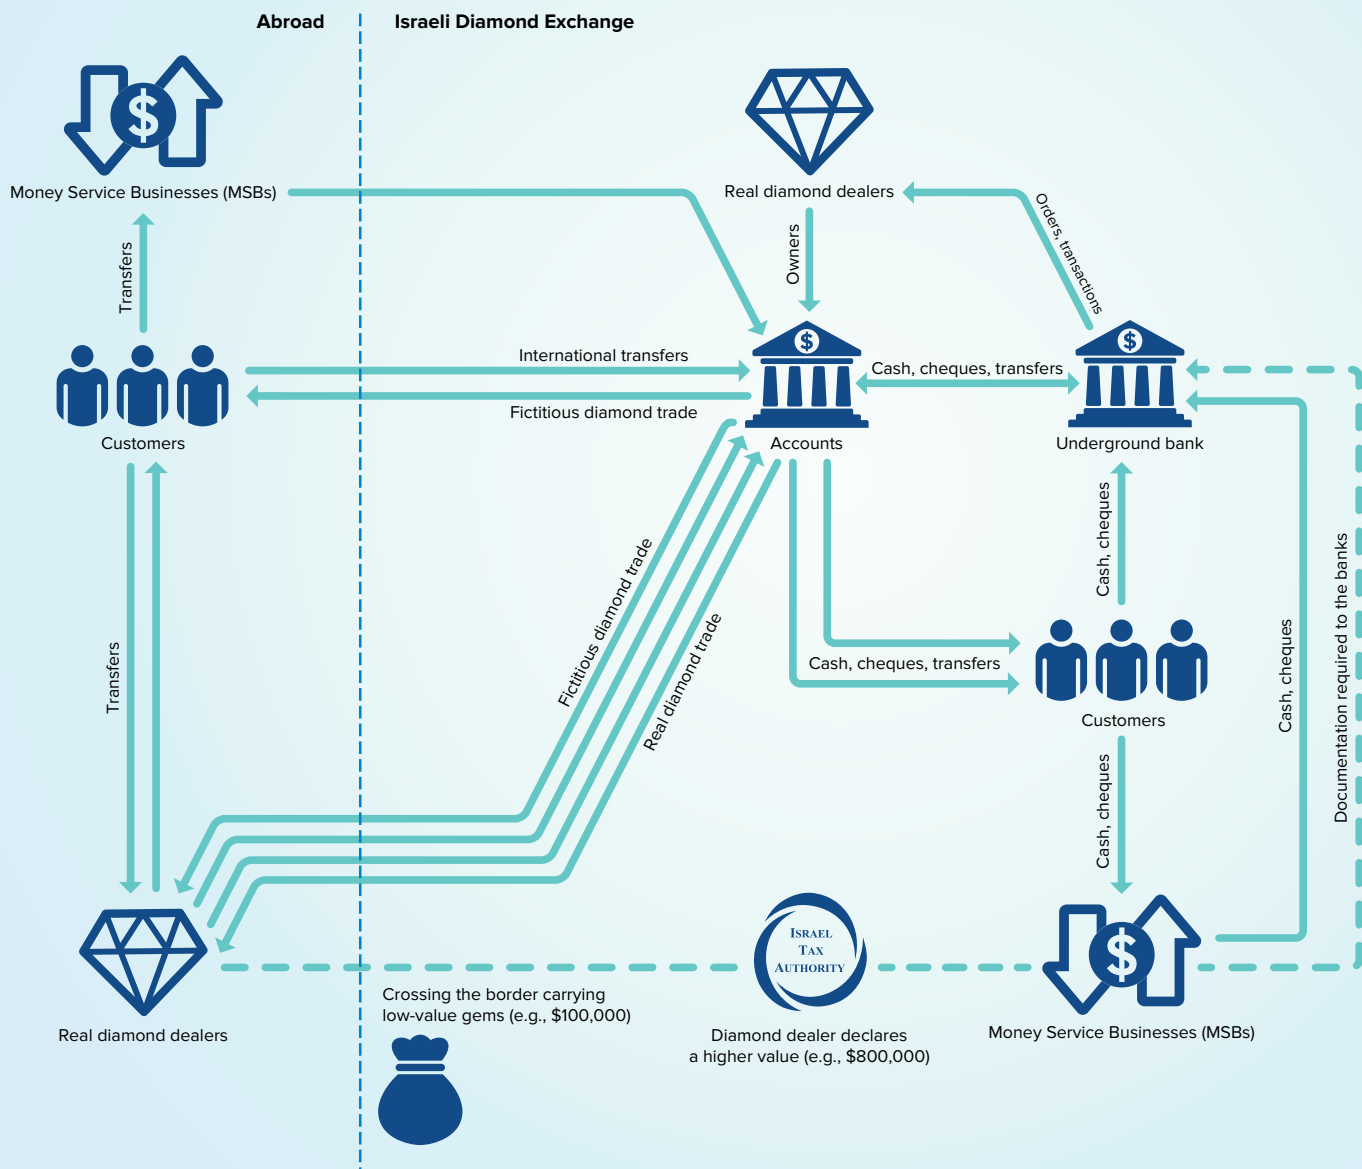 Abroad
Israeli Diamond Exchange
$
Money Service Businesses (MSBs)
Real diamond dealers
Orders, transactions
Transfers
Owners
$
$
International transfers
Cash, cheques, transfers
Fictitious diamond trade
Customers
Accounts
Underground bank
Cash, cheques
Fictitious diamond trade
Real diamond trade
Cash, cheques, transfers
Transfers
Customers
Cash, cheques
Documentation required to the banks
Cash, cheques
ISRAEL
TAX
AUTHORITY
$
Crossing the border carrying
low-value gems (e.g., $100,000)
Real diamond dealers
Diamond dealer declares
a higher value (e.g., $800,000)
Money Service Businesses (MSBs)